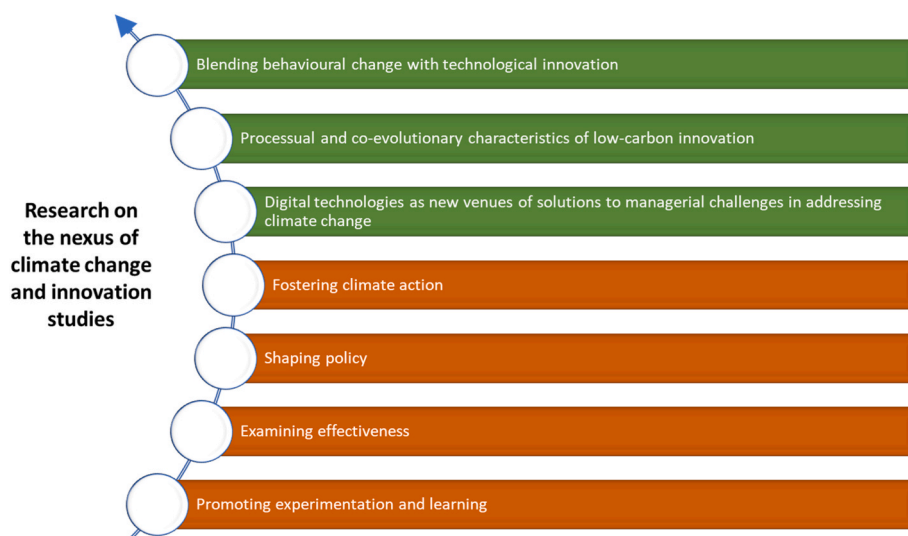 Research on
the nexus of
climate change
and innovation
studies
Blending behavioural change with technological innovation
Processual and co-evolutionary characteristics of low-carbon innovation
Digital technologies as new venues of solutions to managerial challenges in addressing
climate change
Fostering climate action
Shaping policy
Examining effectiveness
Promoting experimentation and learning